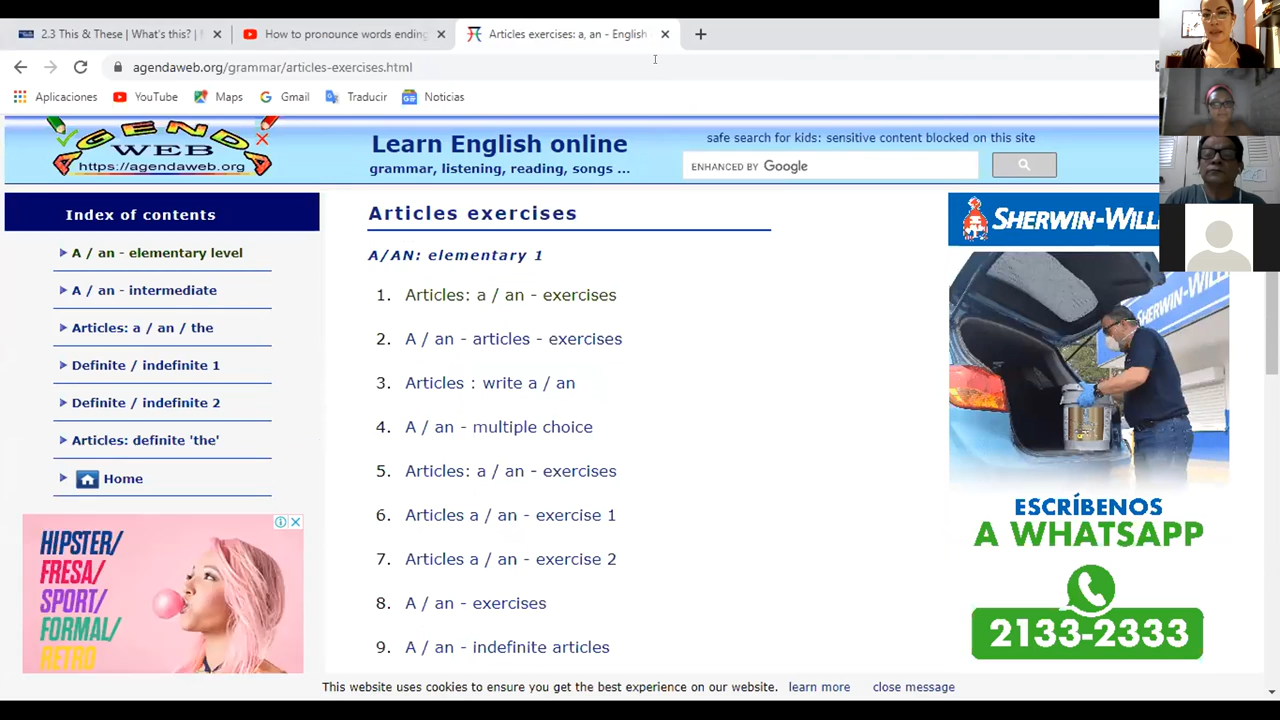 2.3 This & These | What's this? |
How to pronounce words ending
Articles exercises: a, an - English
agendaweb.org/grammar/articles-exercises.html
Aplicaciones
YouTube
Maps
Gmail
Traducir
Noticias
AGENDA
WEB
https://agendaweb.org
Learn English online
grammar, listening, reading, songs ...
safe search for kids: sensitive content blocked on this site
ENHANCED BY Google
Index of contents
A / an - elementary level
A / an - intermediate
Articles: a / an / the
Definite / indefinite 1
Definite / indefinite 2
Articles: definite 'the'
Home
HIPSTER/
FRESA/
SPORT/
FORMAL/
RETRO
Articles exercises
A/AN: elementary 1
1. Articles: a / an - exercises
2. A / an - articles - exercises
3. Articles : write a / an
4. A / an - multiple choice
5. Articles: a / an - exercises
6. Articles a / an - exercise 1
7. Articles a / an - exercise 2
8. A / an - exercises
9. A / an - indefinite articles
SHERWIN-WILL
ESCRÍBENOS
A WHATSAPP
2133-2333
This website uses cookies to ensure you get the best experience on our website. learn more close message